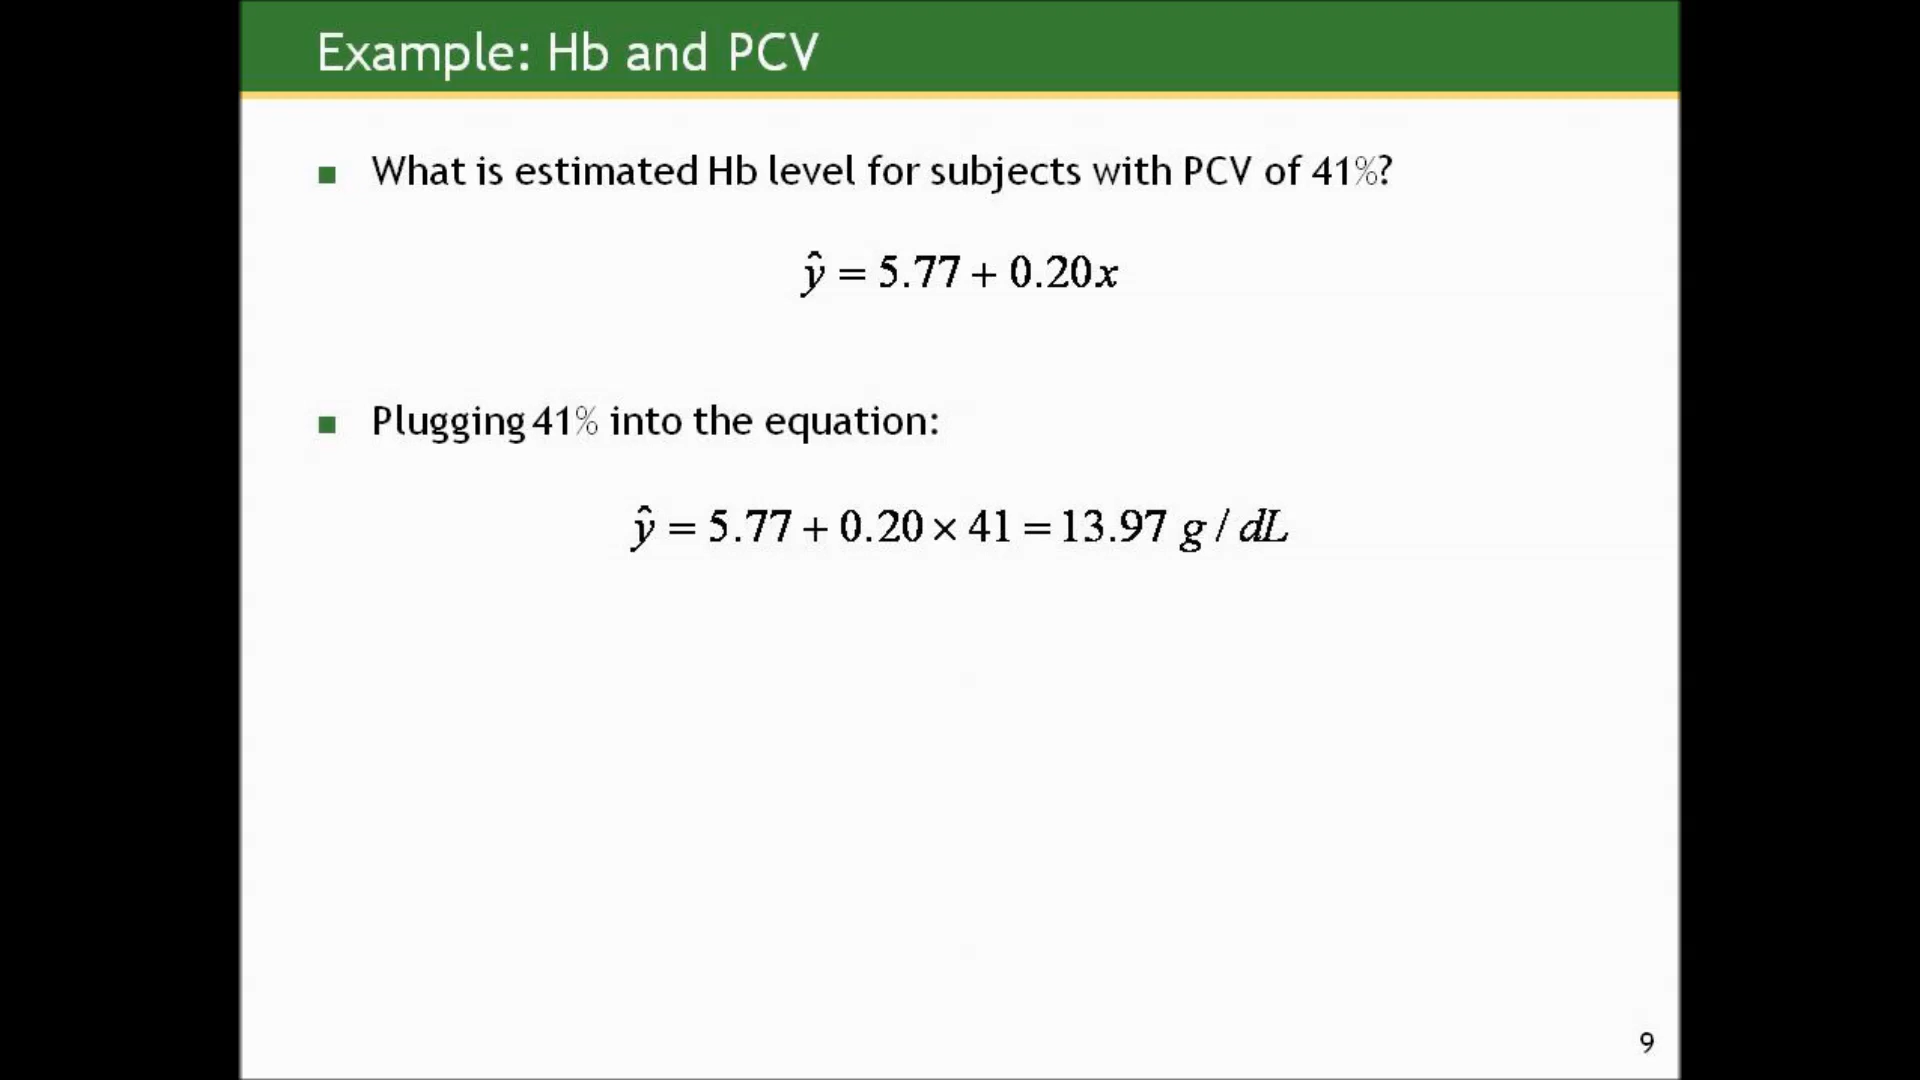 Example: Hb and PCV
What is estimated Hb level for subjects with PCV of 41%?
ŷ = 5.77 + 0.20x
Plugging 41% into the equation:
ŷ = 5.77 + 0.20 × 41 = 13.97 g / dL
9